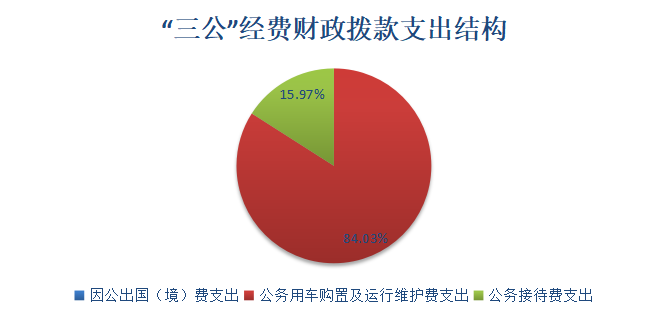 “三公”经费财政拨款支出结构
15.97%
84.03%
因公出国（境）费支出
公务用车购置及运行维护费支出
公务接待费支出